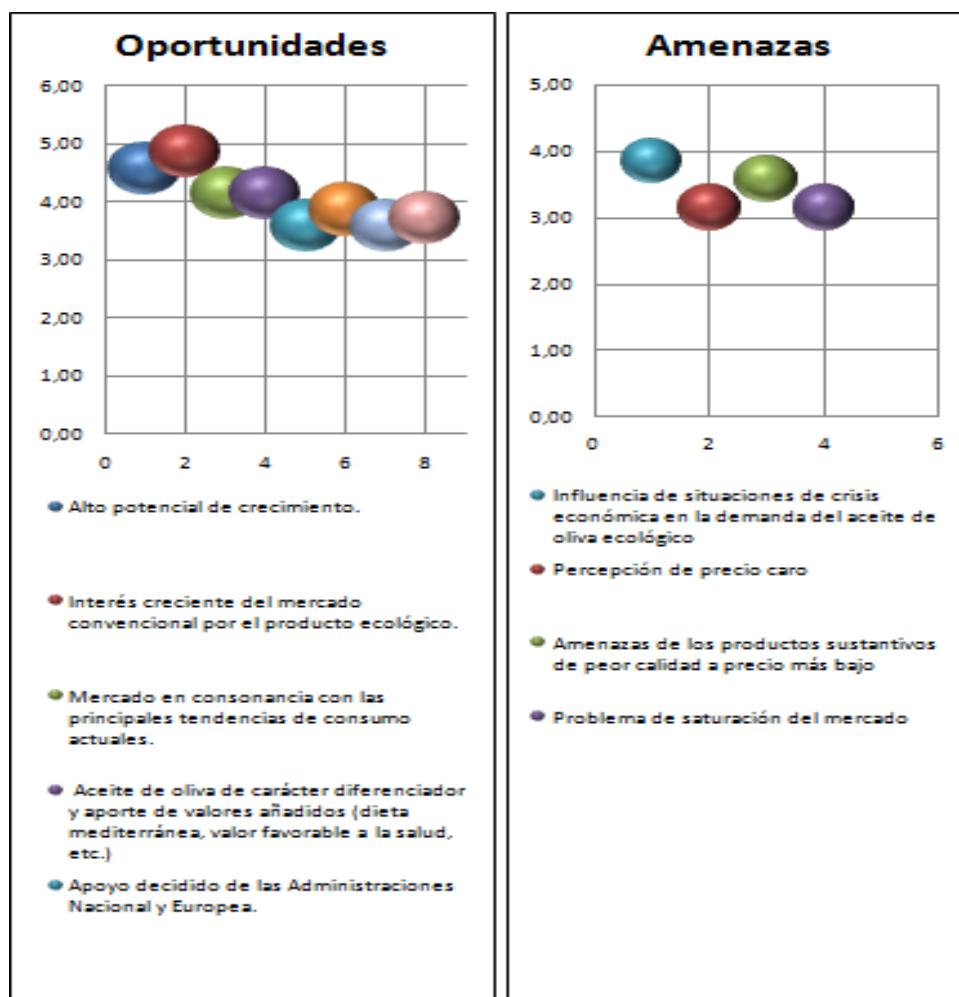 Oportunidades
6,00
5,00
4,00
3,00
2,00
1,00
0,00
0 2 4 6 8
Alto potencial de crecimiento.
Interés creciente del mercado
convencional por el producto ecológico.
Mercado en consonancia con las
principales tendencias de consumo
actuales.
Aceite de oliva de carácter diferenciador
y aporte de valores añadidos (dieta
mediterránea, valor favorable a la salud,
etc.)
Apoyo decidido de las Administraciones
Nacional y Europea.
Amenazas
5,00
4,00
3,00
2,00
1,00
0,00
0 2 4 6
Influencia de situaciones de crisis
económica en la demanda del aceite de
oliva ecológico
Percepción de precio caro
Amenazas de los productos sustantivos
de peor calidad a precio más bajo
Problema de saturación del mercado